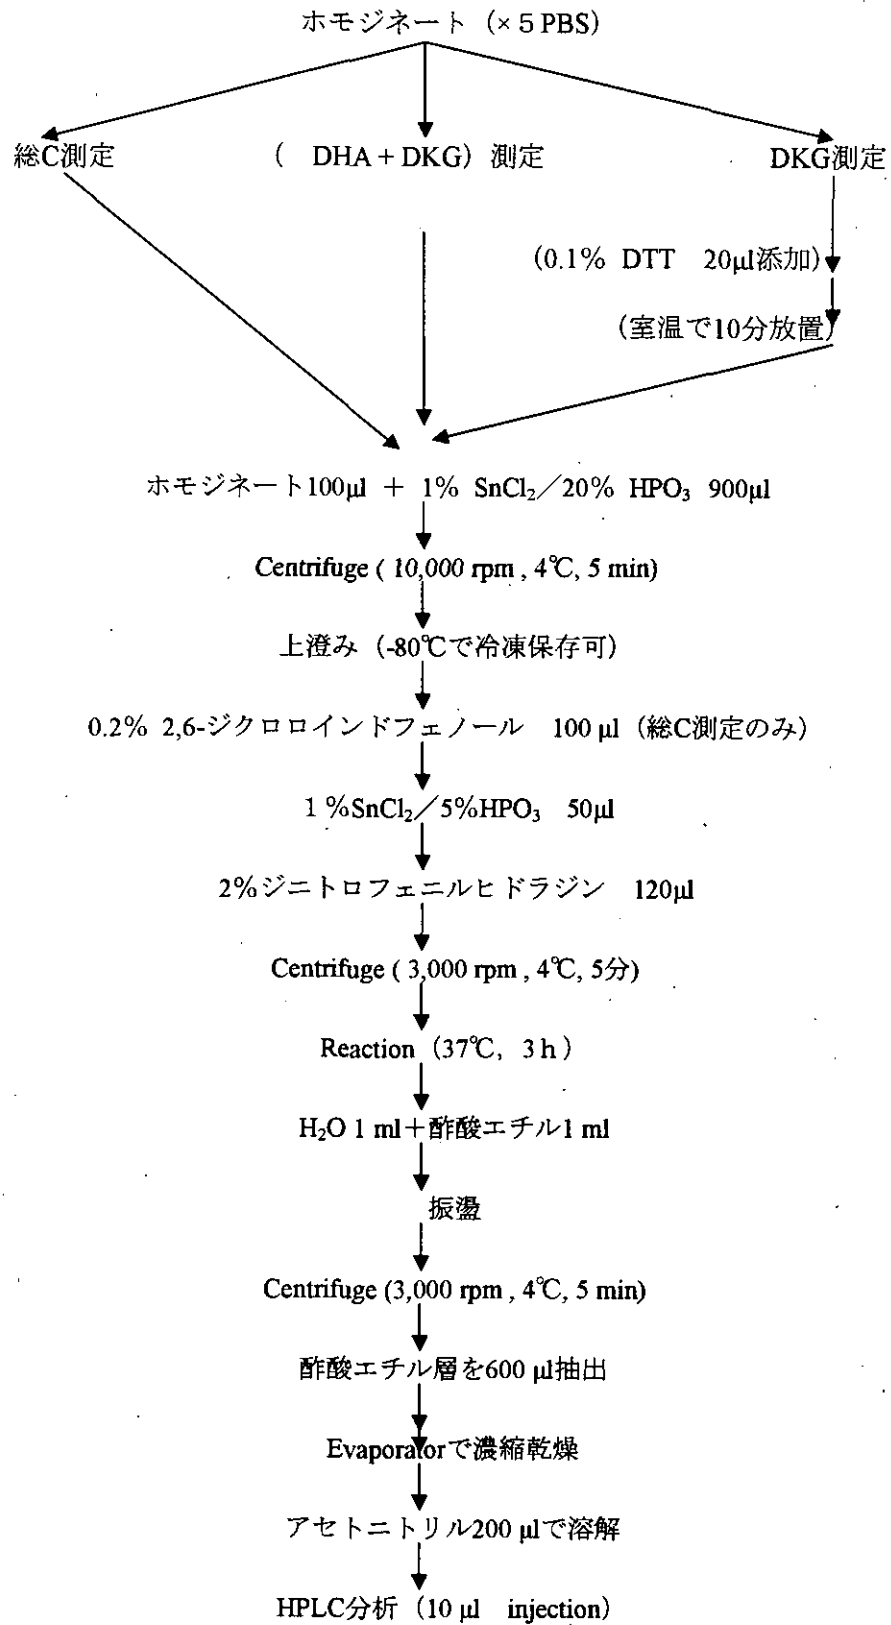 ホモジネート（×５PBS）
総C測定　（　DHA＋DKG）測定　DKG測定
(0.1% DTT　20μl添加)
(室温で10分放置)
ホモジネート100μl ＋ 1% SnCl₂／20% HPO₃ 900μl
Centrifuge ( 10,000 rpm , 4℃, 5 min)
上澄み（-80℃で冷凍保存可）
0.2% 2,6-ジクロロインドフェノール　100 μl（総C測定のみ）
１%SnCl₂／5%HPO₃　50μl
2%ジニトロフェニルヒドラジン　120μl
Centrifuge ( 3,000 rpm , 4℃, 5分)
Reaction（37℃，３h）
H₂O 1 ml＋酢酸エチル1 ml
振盪
Centrifuge (3,000 rpm , 4℃, 5 min)
酢酸エチル層を600 μl抽出
Evaporatorで濃縮乾燥
アセトニトリル200 μlで溶解
HPLC分析（10 μl　injection）